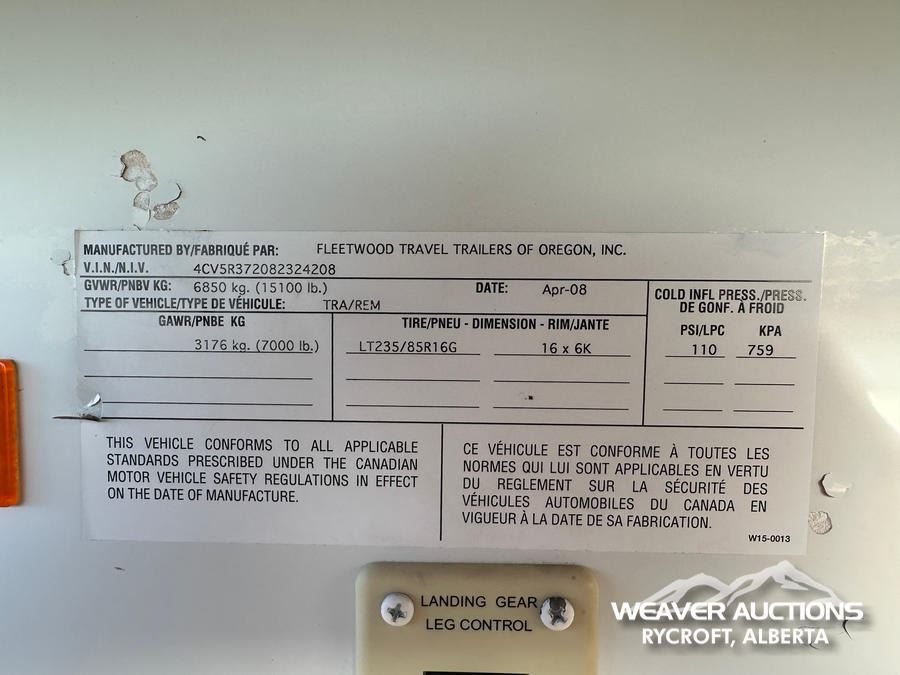 MANUFACTURED BY/FABRIQUÉ PAR: FLEETWOOD TRAVEL TRAILERS OF OREGON, INC.
V.I.N./N.I.V. 4CV5R372082324208
GVWR/PNBV KG: 6850 kg. (15100 lb.) DATE: Apr-08
TYPE OF VEHICLE/TYPE DE VÉHICULE: TRA/REM
COLD INFL PRESS./PRESS.
DE GONF. À FROID
GAWR/PNBE KG TIRE/PNEU - DIMENSION - RIM/JANTE PSI/LPC KPA
3176 kg. (7000 lb.) LT235/85R16G 16 x 6K 110 759
THIS VEHICLE CONFORMS TO ALL APPLICABLE
STANDARDS PRESCRIBED UNDER THE CANADIAN
MOTOR VEHICLE SAFETY REGULATIONS IN EFFECT
ON THE DATE OF MANUFACTURE.
CE VÉHICULE EST CONFORME À TOUTES LES
NORMES QUI LUI SONT APPLICABLES EN VERTU
DU REGLEMENT SUR LA SÉCURITÉ DES
VÉHICULES AUTOMOBILES DU CANADA EN
VIGUEUR À LA DATE DE SA FABRICATION.
W15-0013
LANDING GEAR
LEG CONTROL
WEAVER AUCTIONS
RYCROFT, ALBERTA